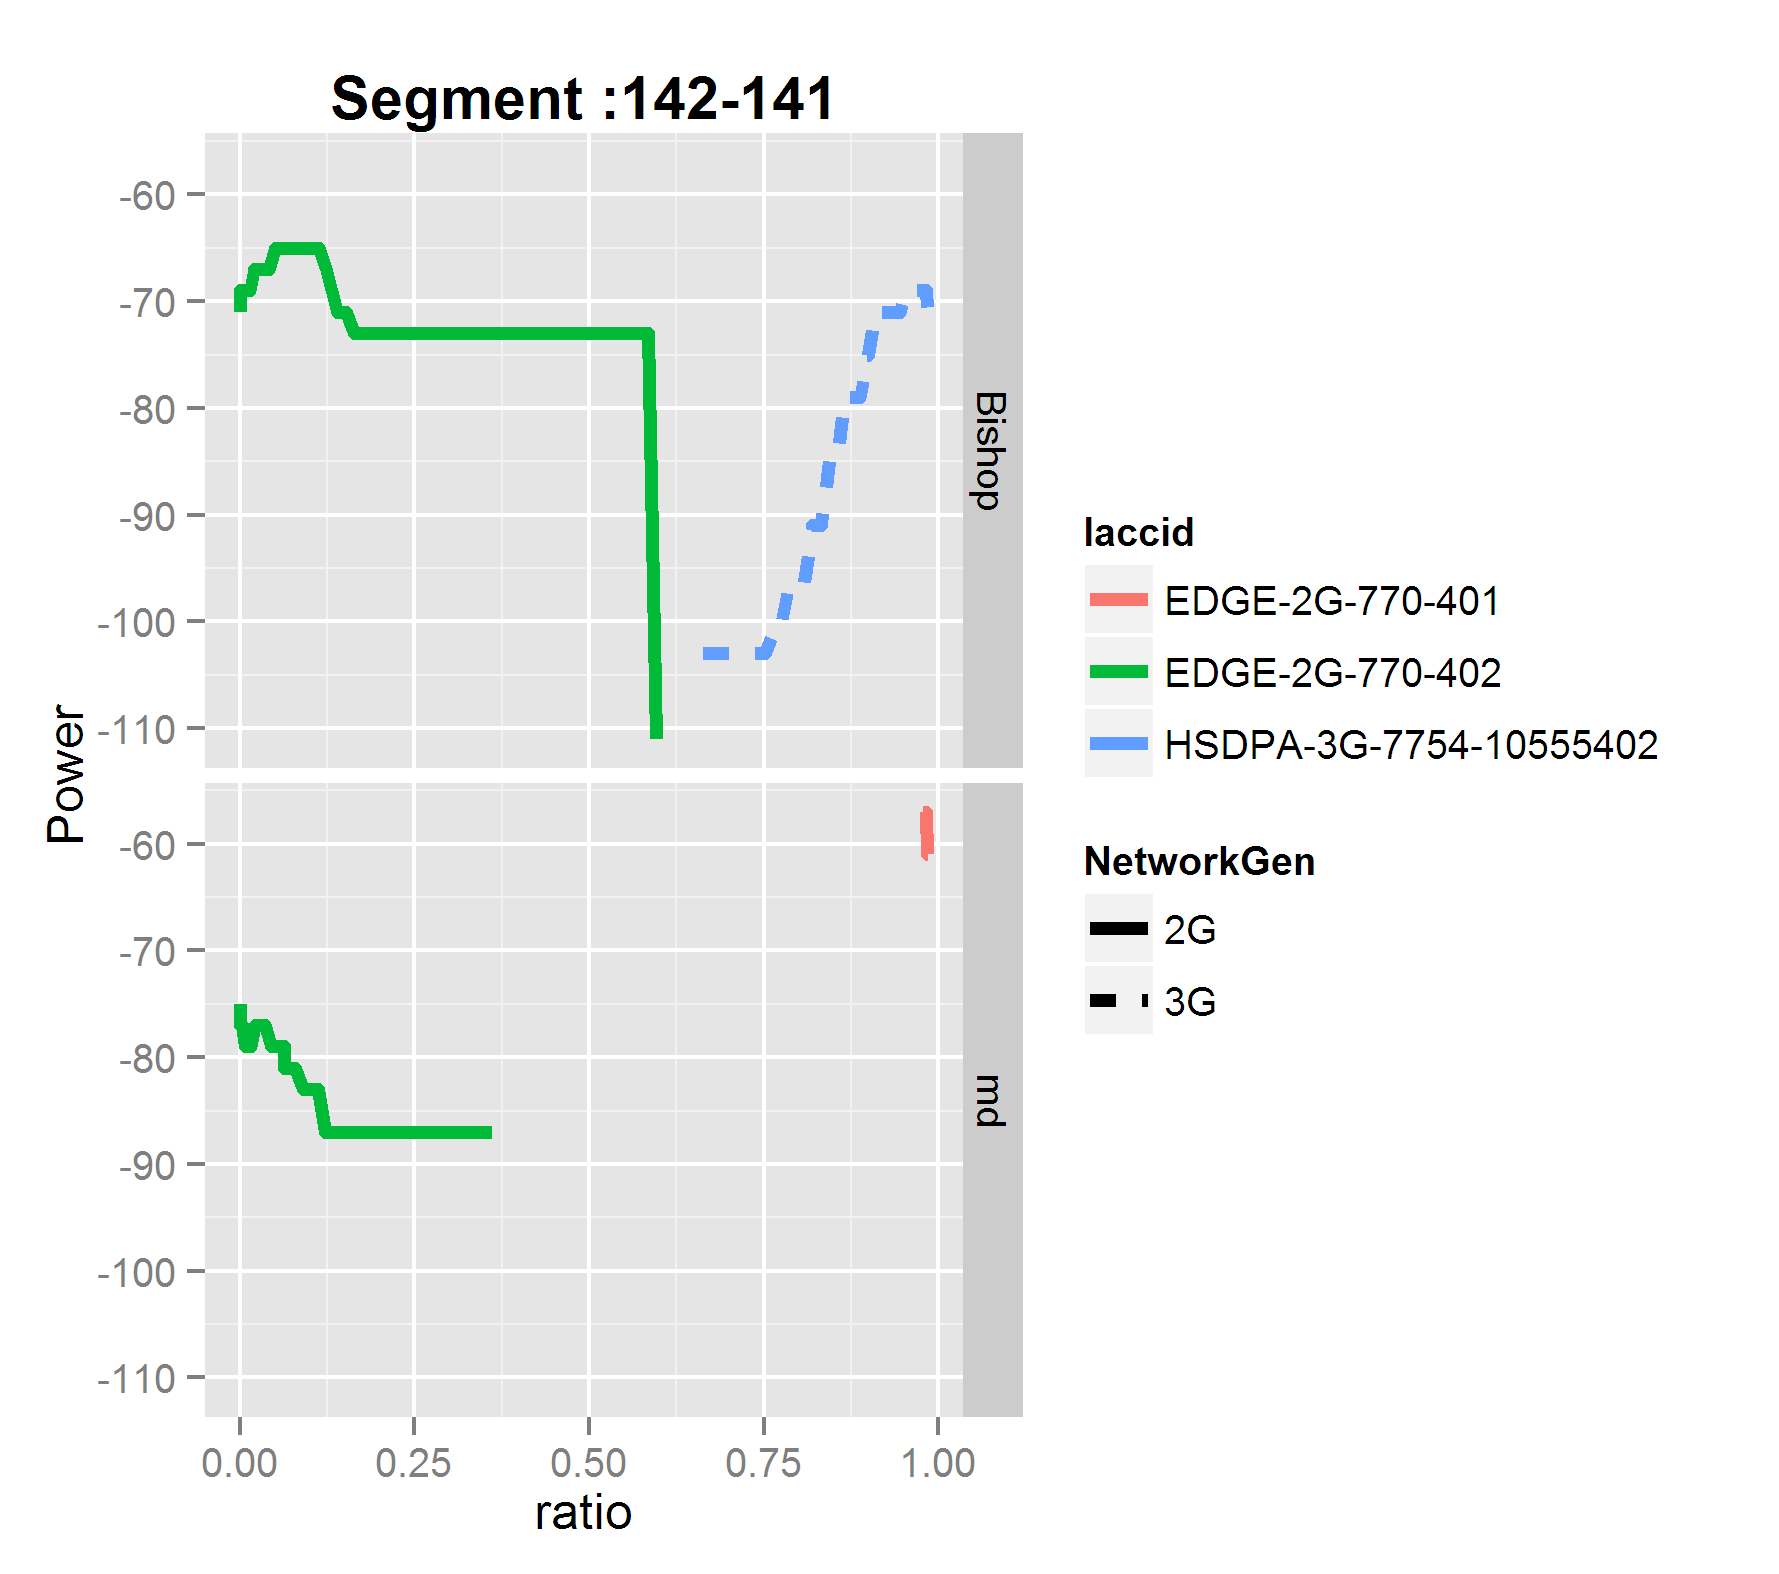 Segment :142-141
Power
-60
-70
-80
-90
-100
-110
Bishop
-60
-70
-80
-90
-100
-110
md
0.00 0.25 0.50 0.75 1.00
ratio
laccid
EDGE-2G-770-401
EDGE-2G-770-402
HSDPA-3G-7754-10555402
NetworkGen
2G
3G